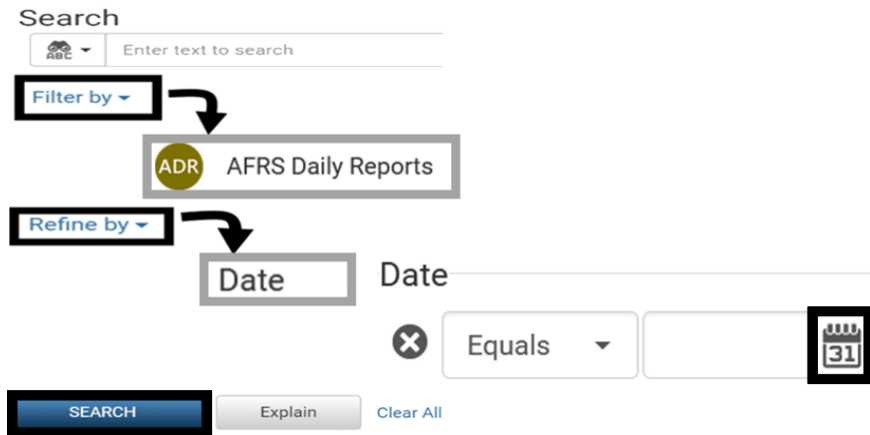 Search
ABC Enter text to search
Filter by
ADR AFRS Daily Reports
Refine by
Date Date
Equals 31
SEARCH Explain Clear All